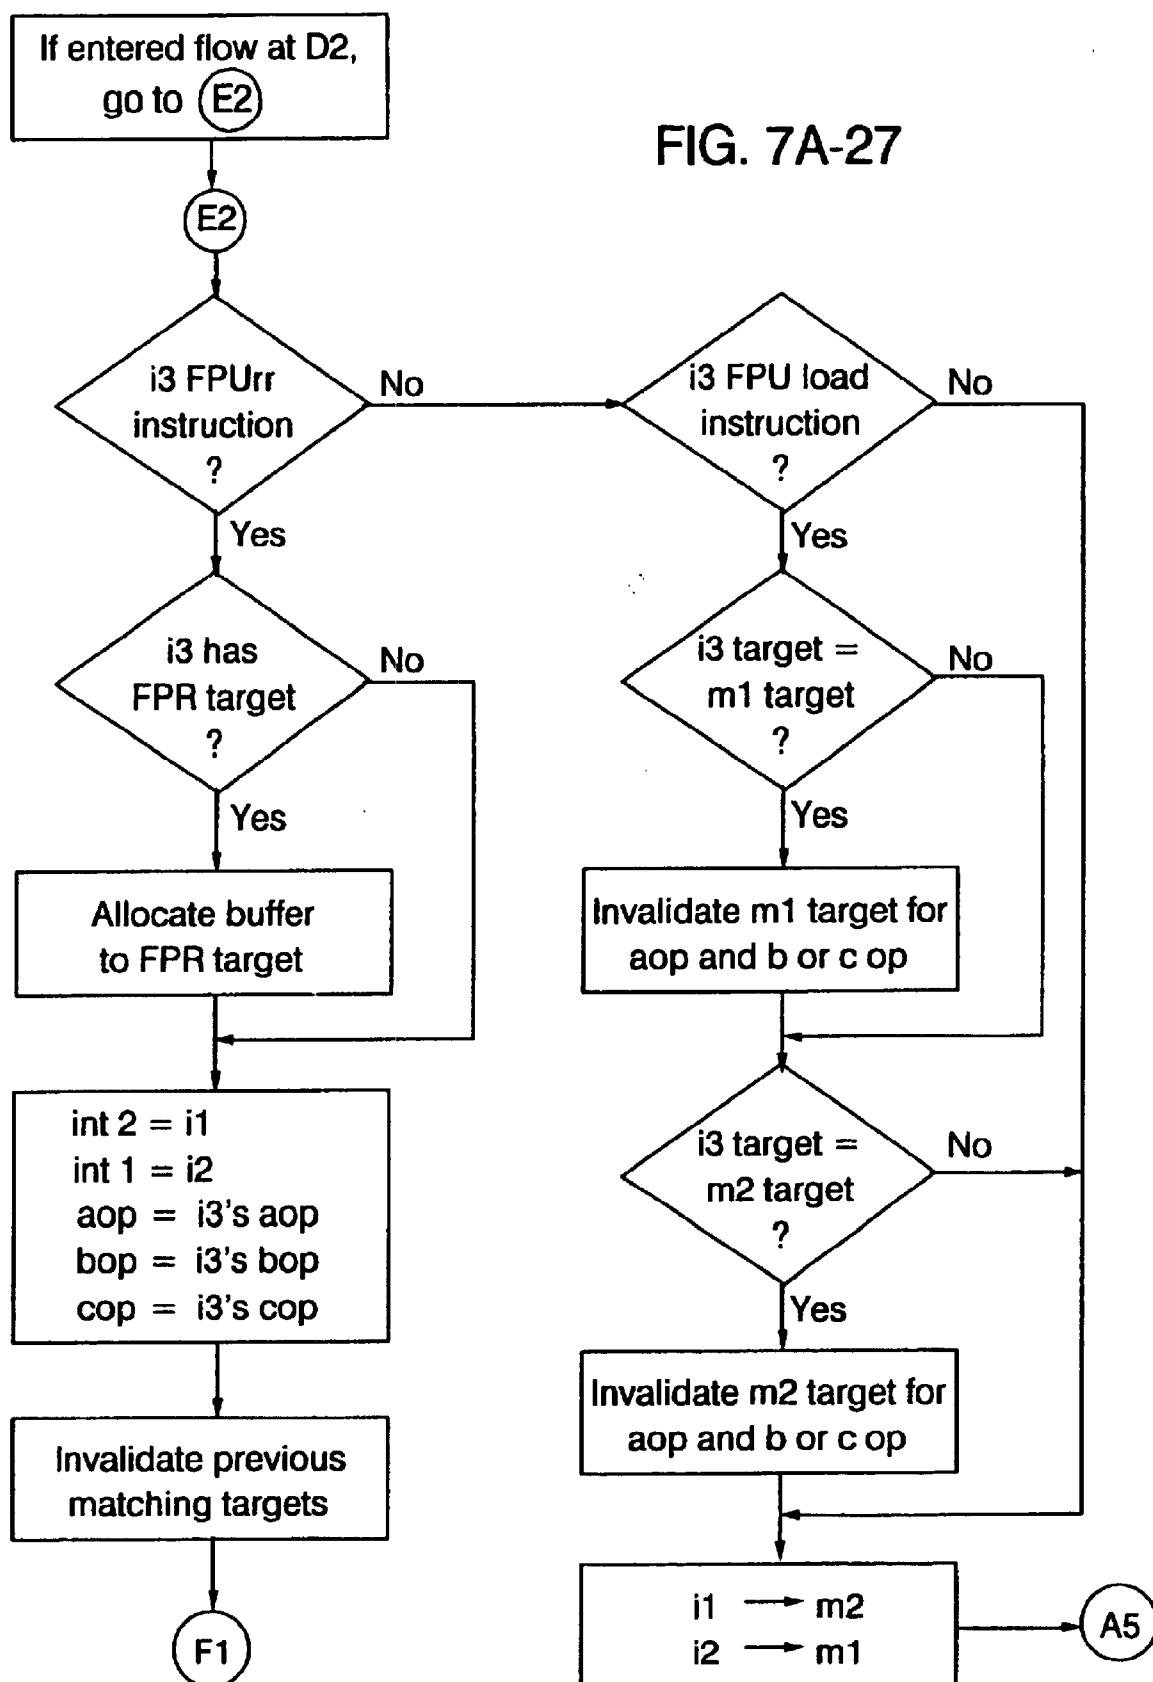 If entered flow at D2,
go to E2
FIG. 7A-27
E2
i3 FPUrr
instruction
?
No
Yes
i3 has
FPR target
?
No
Yes
Allocate buffer
to FPR target
int 2 = i1
int 1 = i2
aop = i3's aop
bop = i3's bop
cop = i3's cop
Invalidate previous
matching targets
F1
i3 FPU load
instruction
?
No
Yes
i3 target =
m1 target
?
No
Yes
Invalidate m1 target for
aop and b or c op
i3 target =
m2 target
?
No
Yes
Invalidate m2 target for
aop and b or c op
i1 → m2
i2 → m1
A5